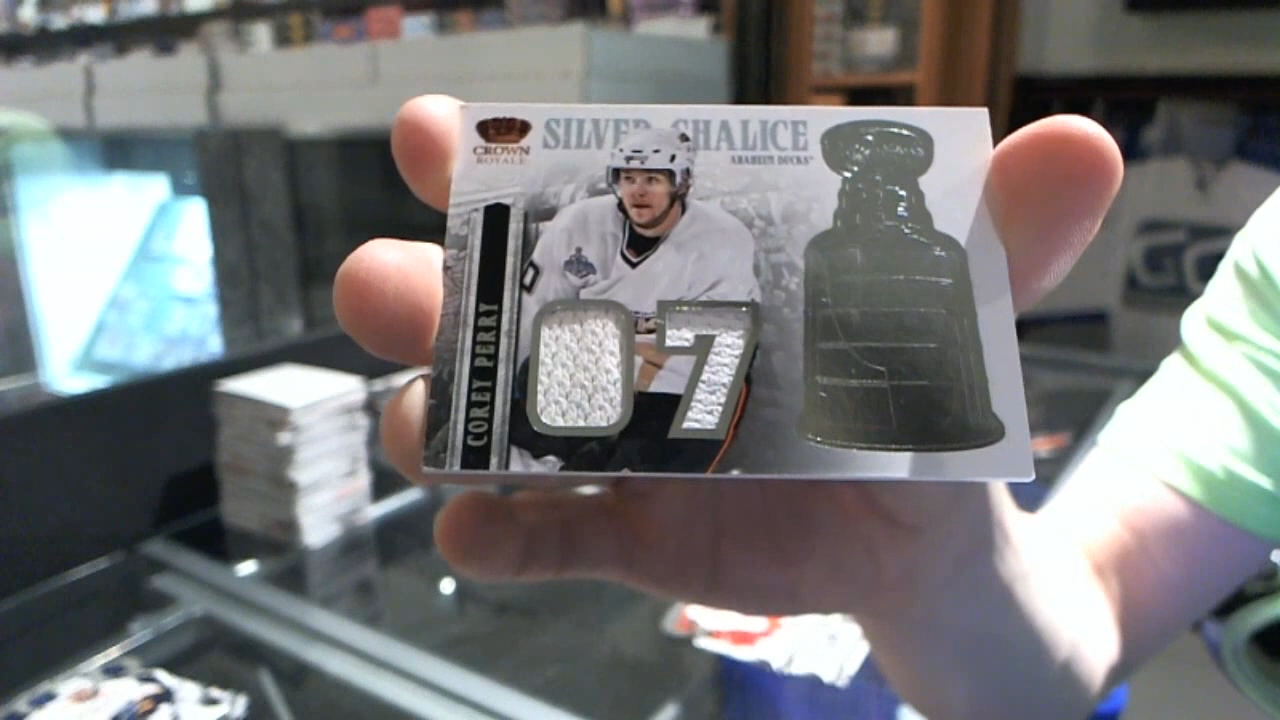 CROWN
ROYALE
SILVER CHALICE
ANAHEIM DUCKS
COREY PERRY
07